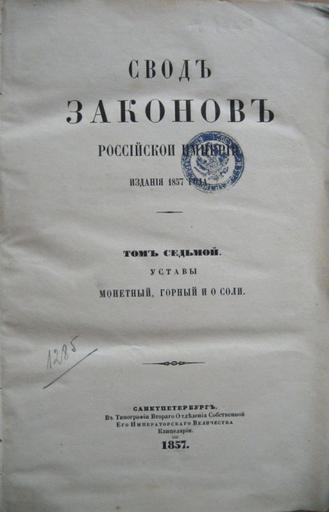 СВОДЪ
ЗАКОНОВЪ
РОССІЙСКОЙ ИМПЕРІИ
ИЗДАНІЯ 1857 ГОДА.
ТОМЪ СЕДЬМОЙ.
УСТАВЫ
МОНЕТНЫЙ, ГОРНЫЙ И О СОЛИ.
1285
САНКТПЕТЕРБУРГЪ.
Въ Типографіи Втораго Отдѣленія Собственной
Его Императорскаго Величества
Канцеляріи.
1857.